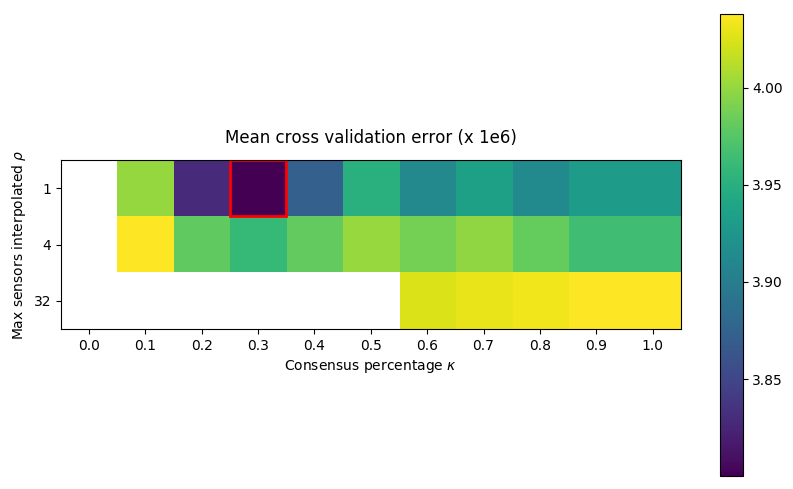 Mean cross validation error (x 1e6)
Max sensors interpolated ρ
1
4
32
0.0 0.1 0.2 0.3 0.4 0.5 0.6 0.7 0.8 0.9 1.0
Consensus percentage κ
4.00
3.95
3.90
3.85